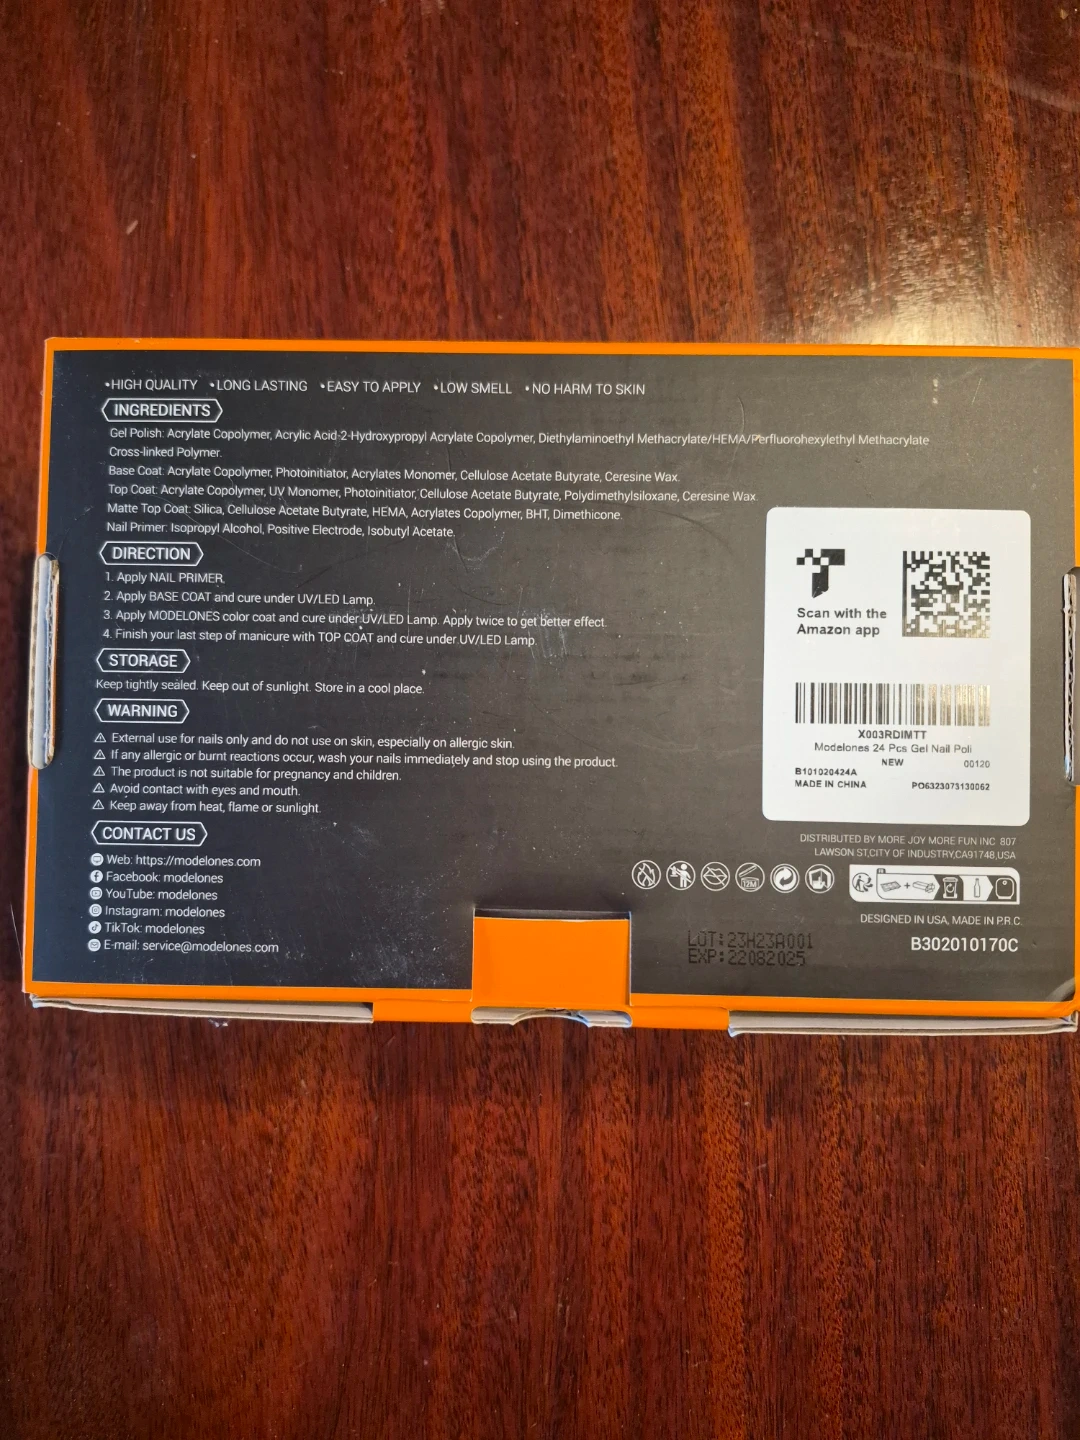 •HIGH QUALITY •LONG LASTING •EASY TO APPLY •LOW SMELL •NO HARM TO SKIN
INGREDIENTS
Gel Polish: Acrylate Copolymer, Acrylic Acid-2-Hydroxypropyl Acrylate Copolymer, Diethylaminoethyl Methacrylate/HEMA/Perfluorohexylethyl Methacrylate
Cross-linked Polymer.
Base Coat: Acrylate Copolymer, Photoinitiator, Acrylates Monomer, Cellulose Acetate Butyrate, Ceresine Wax.
Top Coat: Acrylate Copolymer, UV Monomer, Photoinitiator, Cellulose Acetate Butyrate, Polydimethylsiloxane, Ceresine Wax.
Matte Top Coat: Silica, Cellulose Acetate Butyrate, HEMA, Acrylates Copolymer, BHT, Dimethicone.
Nail Primer: Isopropyl Alcohol, Positive Electrode, Isobutyl Acetate.
DIRECTION
1. Apply NAIL PRIMER.
2. Apply BASE COAT and cure under UV/LED Lamp.
3. Apply MODELONES color coat and cure under UV/LED Lamp. Apply twice to get better effect.
4. Finish your last step of manicure with TOP COAT and cure under UV/LED Lamp.
STORAGE
Keep tightly sealed. Keep out of sunlight. Store in a cool place.
WARNING
External use for nails only and do not use on skin, especially on allergic skin.
If any allergic or burnt reactions occur, wash your nails immediately and stop using the product.
The product is not suitable for pregnancy and children.
Avoid contact with eyes and mouth.
Keep away from heat, flame or sunlight.
CONTACT US
Web: https://modelones.com
Facebook: modelones
YouTube: modelones
Instagram: modelones
TikTok: modelones
E-mail: service@modelones.com
Scan with the
Amazon app
X003RDIMTT
Modelones 24 Pcs Gel Nail Poli
NEW 00120
B101020424A
MADE IN CHINA PO6323073130062
DISTRIBUTED BY MORE JOY MORE FUN INC 807
LAWSON ST,CITY OF INDUSTRY,CA91748,USA
12M
DESIGNED IN USA, MADE IN P.R.C.
B302010170C
LOT:23H23A001
EXP:22082025